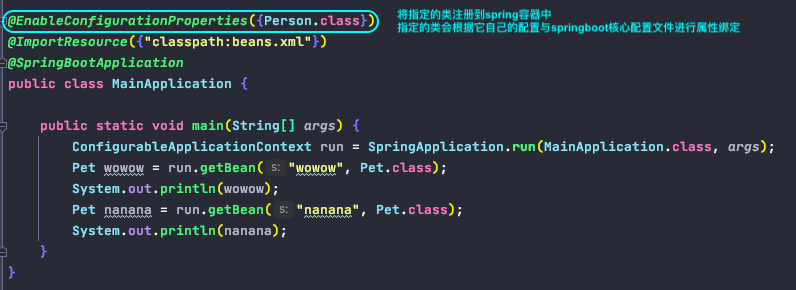 @EnableConfigurationProperties({Person.class})
将指定的类注册到spring容器中
指定的类会根据它自己的配置与springboot核心配置文件进行属性绑定
@ImportResource({"classpath:beans.xml"})
@SpringBootApplication
public class MainApplication {
public static void main(String[] args) {
ConfigurableApplicationContext run = SpringApplication.run(MainApplication.class, args);
Pet wowow = run.getBean( s: "wowow", Pet.class);
System.out.println(wowow);
Pet nanana = run.getBean( s: "nanana", Pet.class);
System.out.println(nanana);
}
}